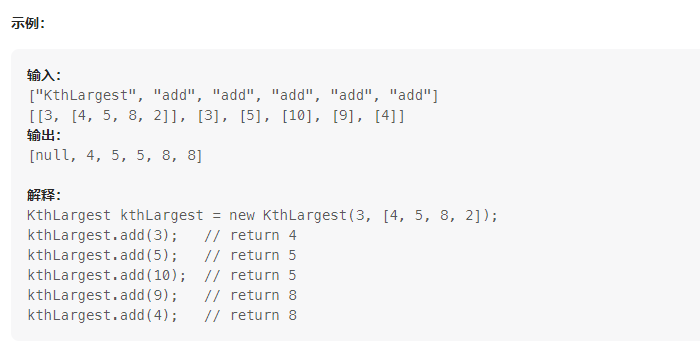 示例：
输入：
["KthLargest", "add", "add", "add", "add", "add"]
[[3, [4, 5, 8, 2]], [3], [5], [10], [9], [4]]
输出：
[null, 4, 5, 5, 8, 8]
解释：
KthLargest kthLargest = new KthLargest(3, [4, 5, 8, 2]);
kthLargest.add(3);   // return 4
kthLargest.add(5);   // return 5
kthLargest.add(10);  // return 5
kthLargest.add(9);   // return 8
kthLargest.add(4);   // return 8